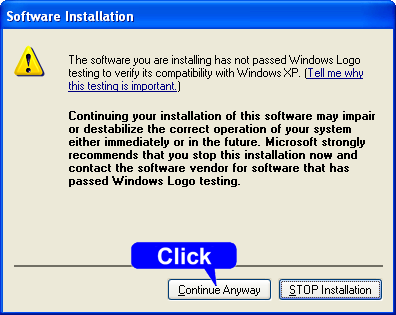 Software Installation
The software you are installing has not passed Windows Logo
testing to verify its compatibility with Windows XP. (Tell me why
this testing is important.)
Continuing your installation of this software may impair
or destabilize the correct operation of your system
either immediately or in the future. Microsoft strongly
recommends that you stop this installation now and
contact the software vendor for software that has
passed Windows Logo testing.
Click
Continue Anyway
STOP Installation